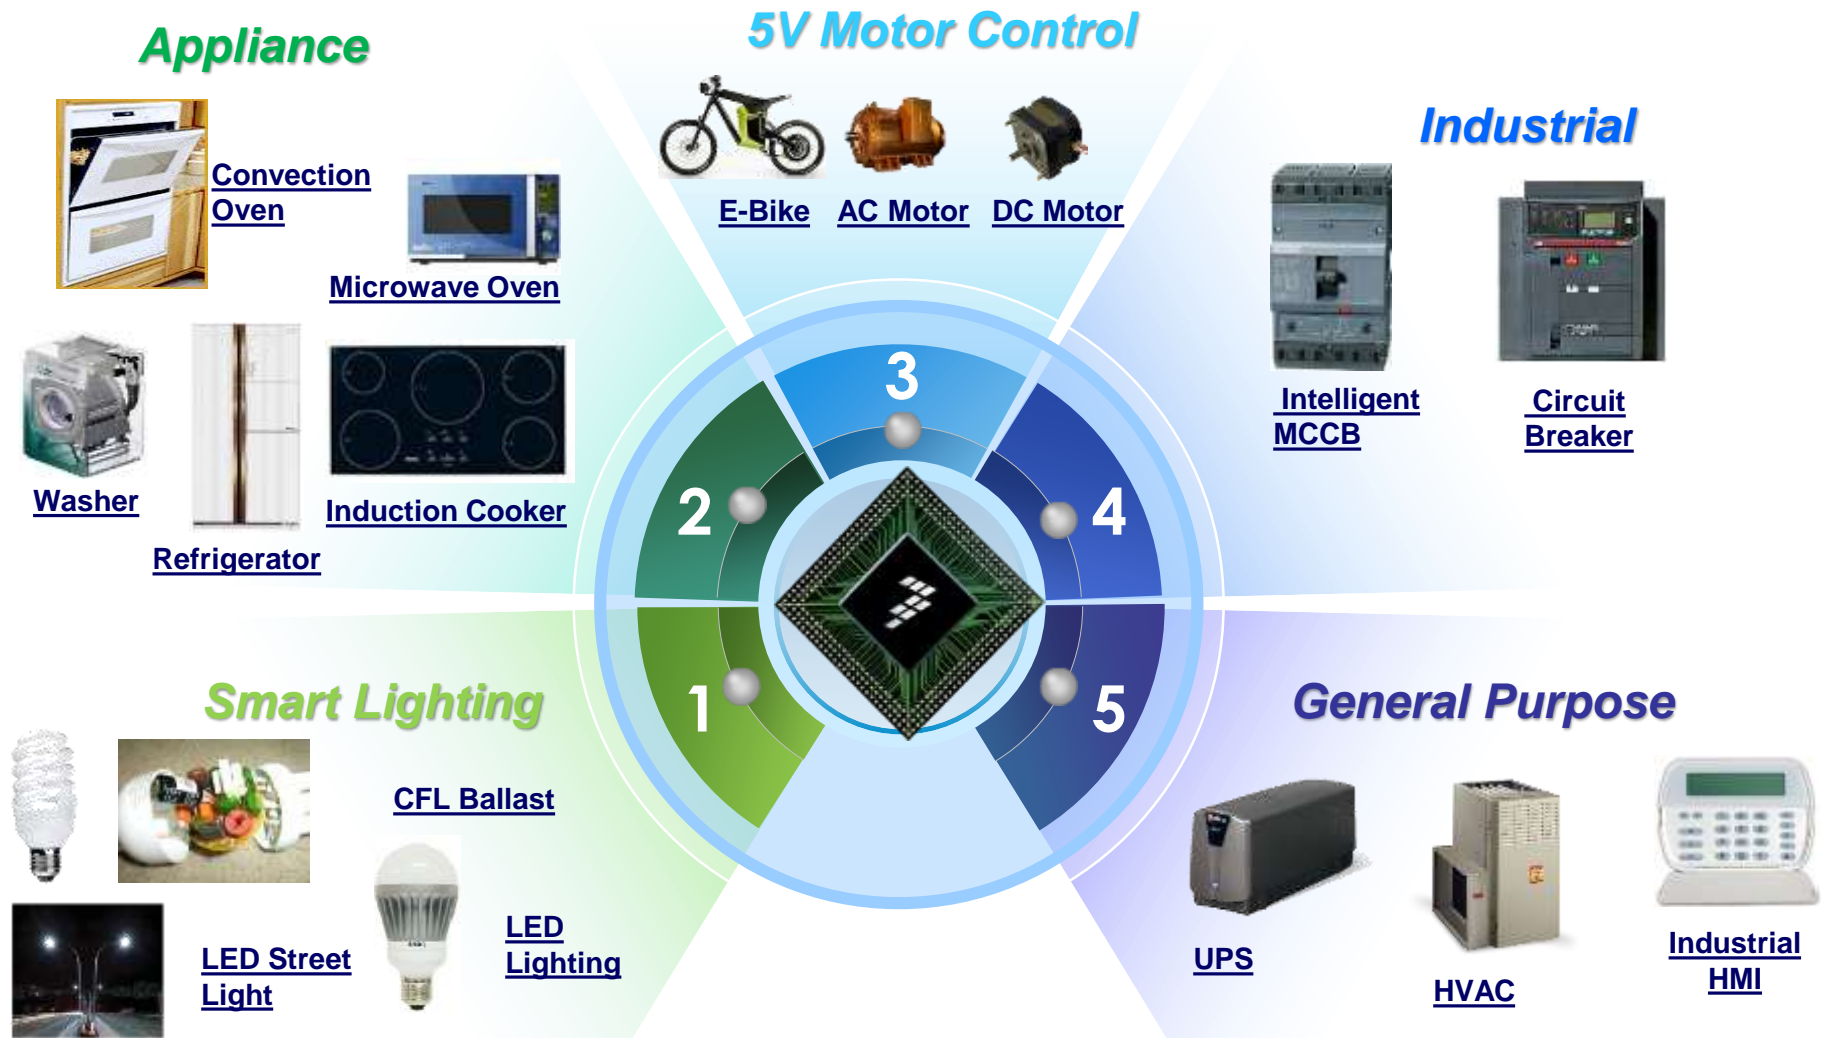 Appliance
5V Motor Control
Industrial
Convection
Oven
Microwave Oven
E-Bike
AC Motor
DC Motor
Intelligent
MCCB
Circuit
Breaker
Washer
Refrigerator
Induction Cooker
3
2
4
1
5
Smart Lighting
General Purpose
CFL Ballast
LED
Lighting
LED Street
Light
UPS
HVAC
Industrial
HMI